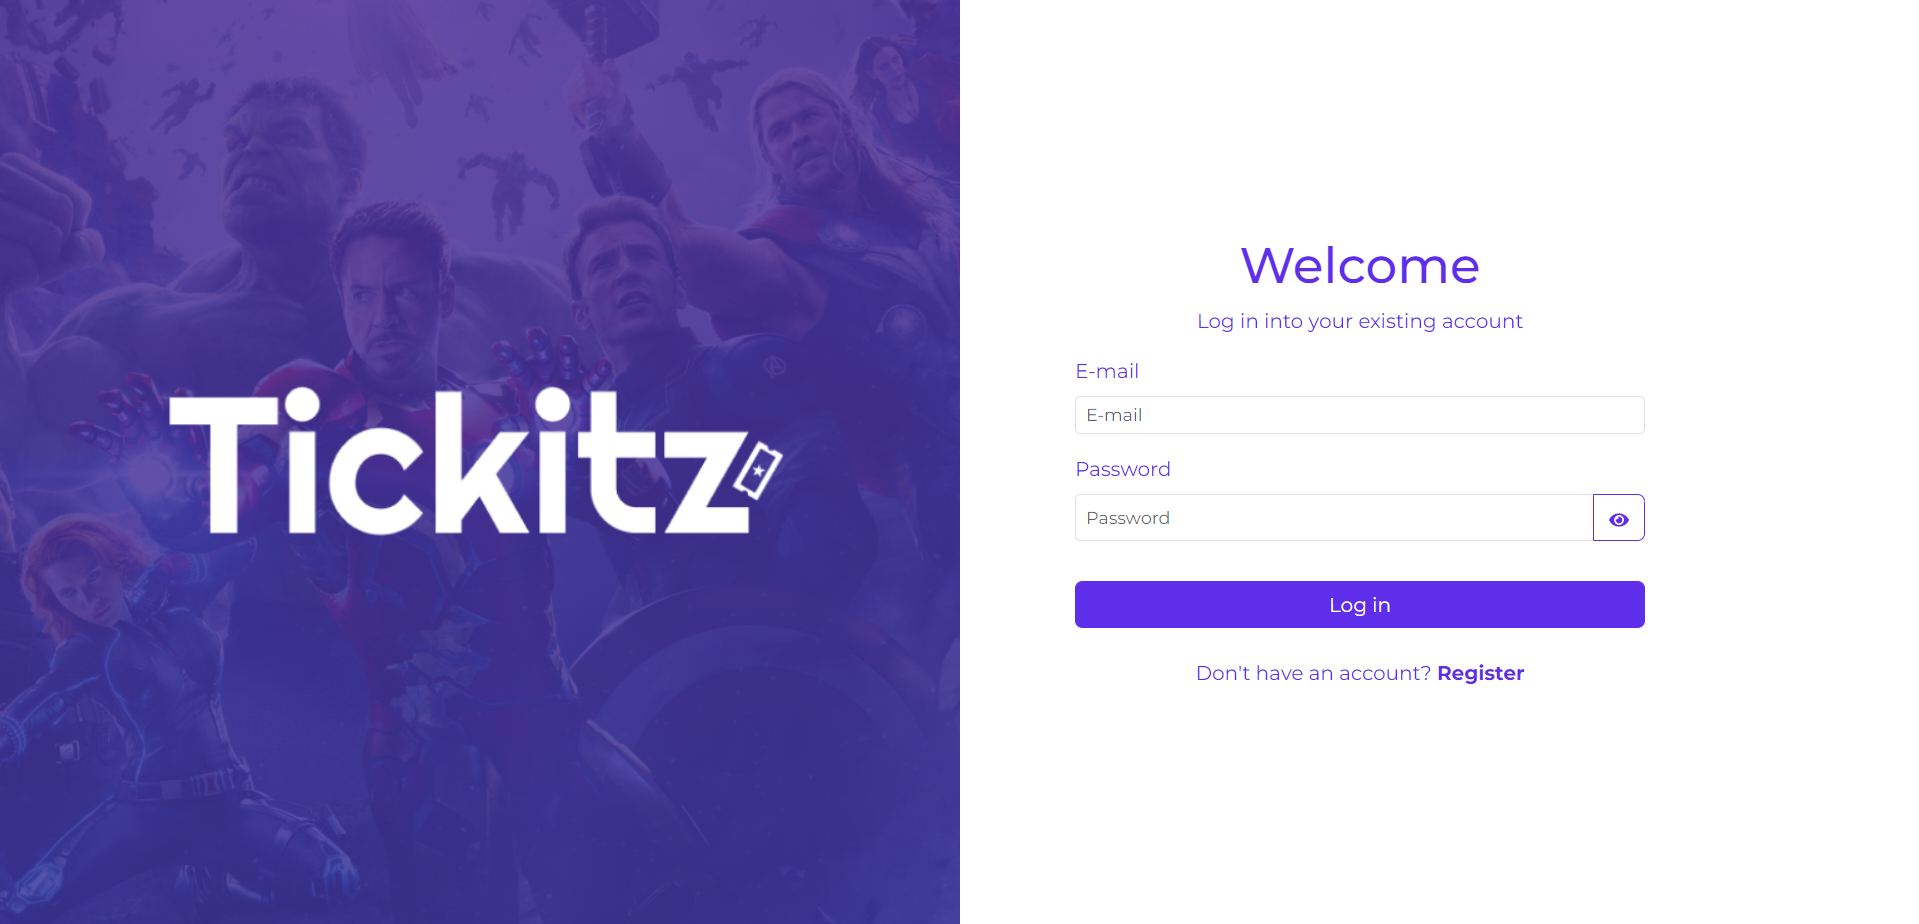 Tickitz
Welcome
Log in into your existing account
E-mail
E-mail
Password
Password
Log in
Don't have an account? Register